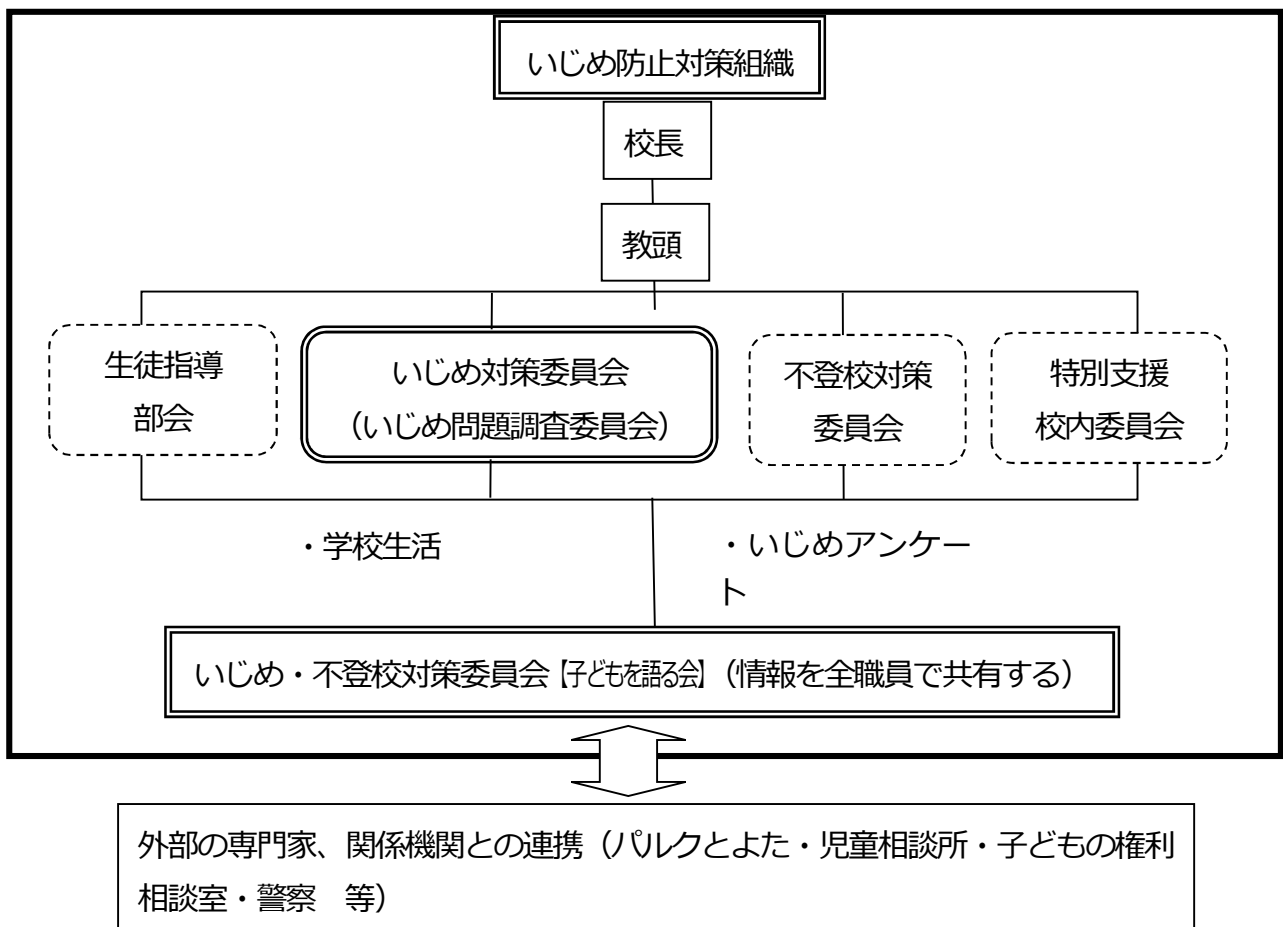 いじめ防止対策組織
校長
教頭
生徒指導
部会
いじめ対策委員会
（いじめ問題調査委員会）
不登校対策
委員会
特別支援
校内委員会
・学校生活
・いじめアンケー
ト
いじめ・不登校対策委員会【子どもを語る会】（情報を全職員で共有する）
外部の専門家、関係機関との連携（パルクとよた・児童相談所・子どもの権利
相談室・警察　等）